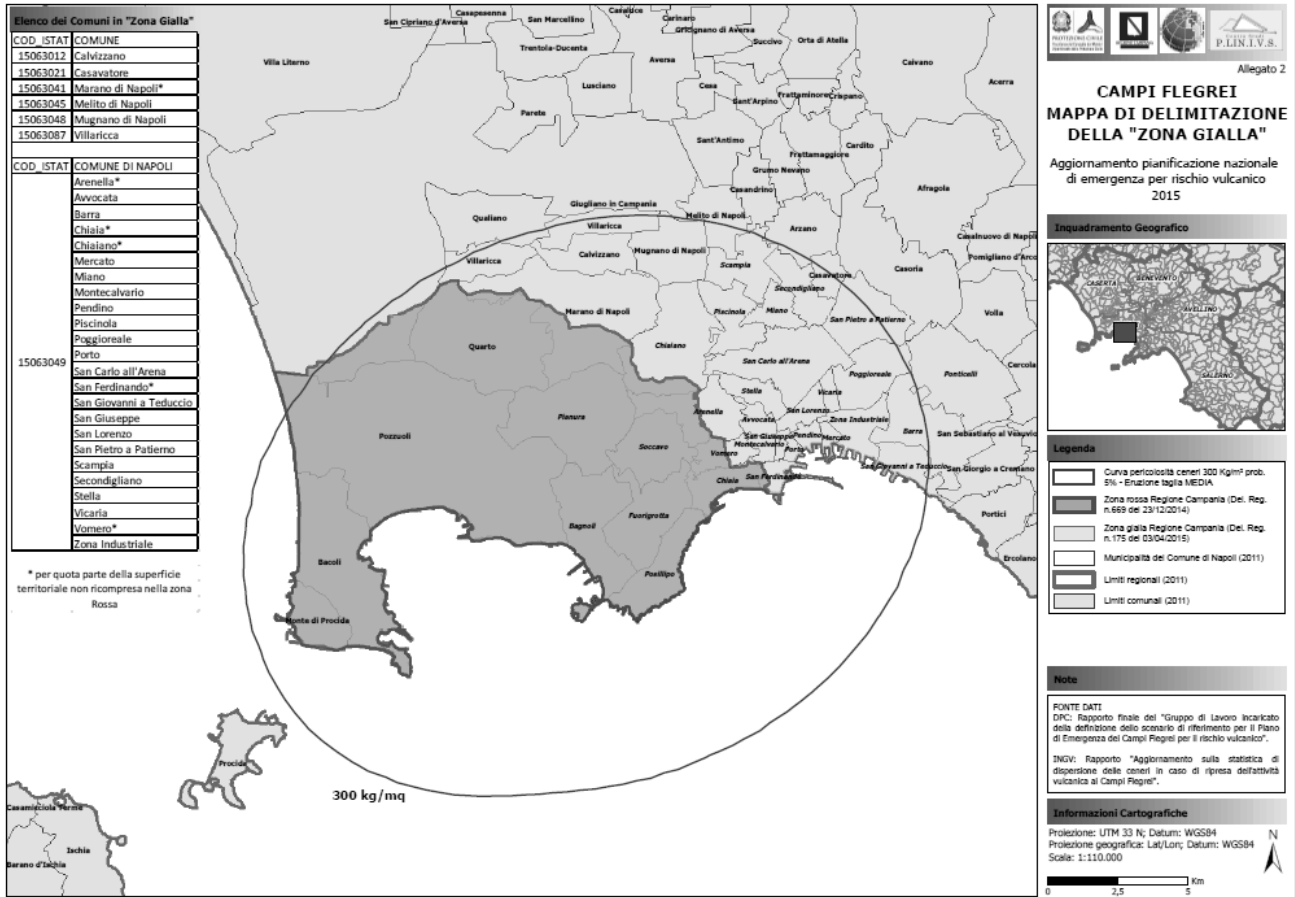 Elenco dei Comuni in "Zona Gialla"
COD_ISTAT COMUNE
15063012 Calvizzano
15063021 Casavatore
15063041 Marano di Napoli*
15063045 Melito di Napoli
15063048 Mugnano di Napoli
15063087 Villaricca
COD_ISTAT COMUNE DI NAPOLI
15063049
Arenella*
Avvocata
Barra
Chiaia*
Chiaiano*
Mercato
Miano
Montecalvario
Pendino
Piscinola
Poggioreale
Porto
San Carlo all'Arena
San Ferdinando*
San Giovanni a Teduccio
San Giuseppe
San Lorenzo
San Pietro a Patierno
Scampia
Secondigliano
Stella
Vicaria
Vomero*
Zona Industriale
* per quota parte della superficie
territoriale non ricompresa nella zona
Rossa
San Cipriano d'Aversa
Casapesenna
San Marcellino
Casaluce
Carinaro
Gricignano di Aversa
Succivo
Orta di Atella
Villa Literno
Trentola-Ducenta
Aversa
Caivano
Acerra
Lusciano
Cesa
Sant'Arpino
Frattaminore
Crispano
Parete
Sant'Antimo
Cardito
Frattamaggiore
Grumo Nevano
Casandrino
Afragola
Giugliano in Campania
Qualiano
Melito di Napoli
Villaricca
Arzano
Casalnuovo di Napoli
Mugnano di Napoli
Calvizzano
Villaricca
Scampia
Casavatore
Casoria
Pomigliano d'Arco
Secondigliano
Marano di Napoli
Piscinola
Miano
San Pietro a Patierno
Volla
Quarto
Chiaiano
San Carlo all'Arena
Poggioreale
Ponticelli
Cercola
Stella
Vicaria
Pianura
Arenella
Avvocata
San Lorenzo
Zona Industriale
Pozzuoli
Soccavo
San Giuseppe
Pendino
Mercato
Barra
San Sebastiano al Vesuvio
Montecalvario
Porto
Vomero
San Giovanni a Teduccio
San Giorgio a Cremano
Chiaia
San Ferdinando
Fuorigrotta
Bagnoli
Portici
Bacoli
Posillipo
Ercolano
Monte di Procida
Procida
300 kg/mq
Casamicciola Terme
Ischia
Barano d'Ischia
PROTEZIONE CIVILE
P.LIN.I.V.S.
Allegato 2
CAMPI FLEGREI
MAPPA DI DELIMITAZIONE
DELLA "ZONA GIALLA"
Aggiornamento pianificazione nazionale
di emergenza per rischio vulcanico
2015
Inquadramento Geografico
CASERTA
BENEVENTO
AVELLINO
SALERNO
Legenda
Curva pericolosità ceneri 300 Kg/m² prob.
5% - Eruzione taglia MEDIA
Zona rossa Regione Campania (Del. Reg.
n.669 del 23/12/2014)
Zona gialla Regione Campania (Del. Reg.
n.175 del 03/04/2015)
Municipalità del Comune di Napoli (2011)
Limiti regionali (2011)
Limiti comunali (2011)
Note
FONTE DATI
DPC: Rapporto finale del "Gruppo di Lavoro incaricato
della definizione dello scenario di riferimento per il Piano
di Emergenza dei Campi Flegrei per il rischio vulcanico".
INGV: Rapporto "Aggiornamento sulla statistica di
dispersione delle ceneri in caso di ripresa dell'attività
vulcanica ai Campi Flegrei".
Informazioni Cartografiche
Proiezione: UTM 33 N; Datum: WGS84
Proiezione geografica: Lat/Lon; Datum: WGS84
Scala: 1:110.000
N
Km
0 2,5 5